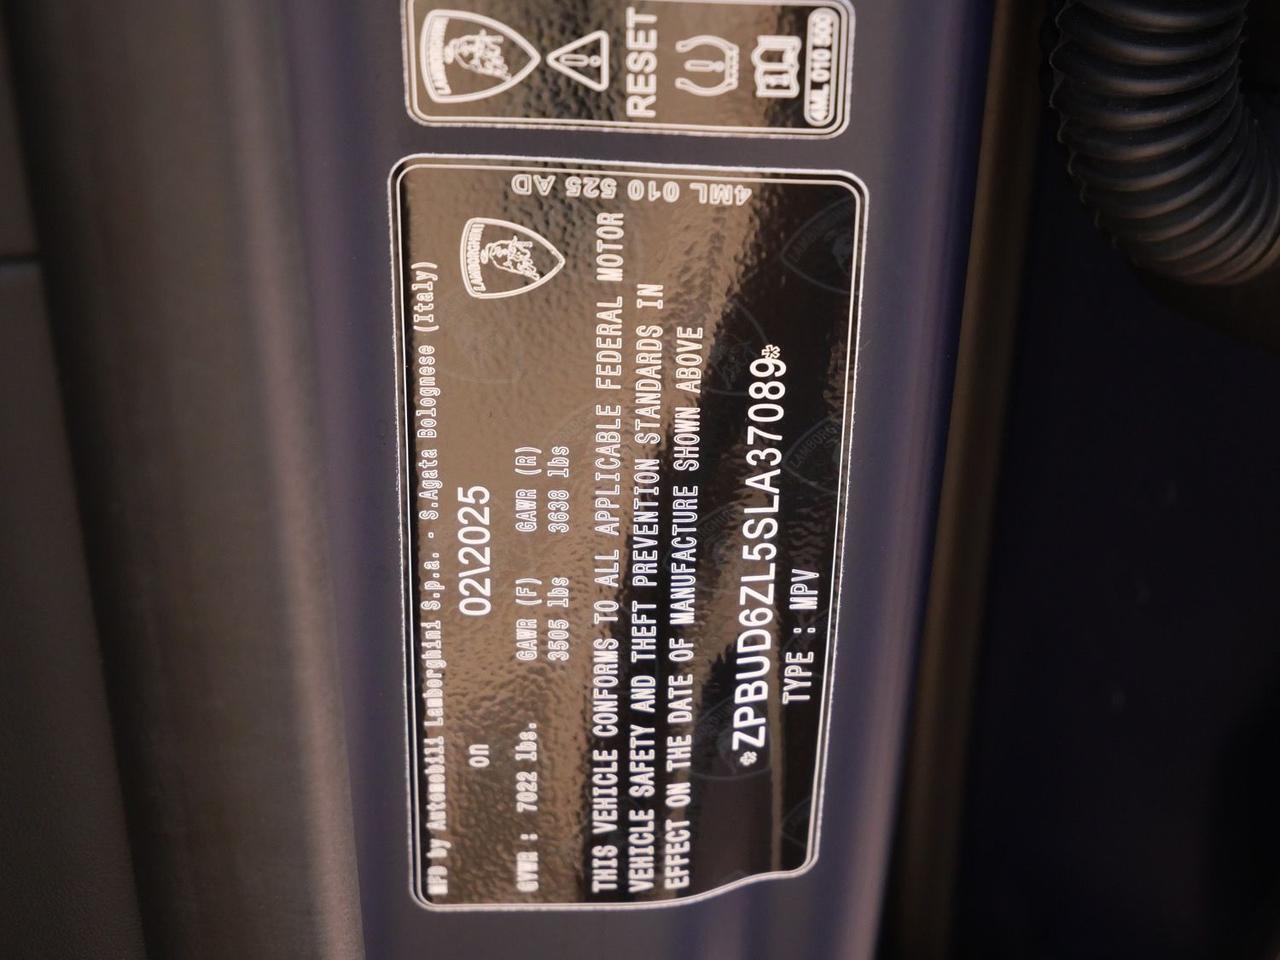 LAMBORGHINI
RESET
4ML 010 500
4ML 010 525 AD
MFD by Automobili Lamborghini S.p.a. - S.Agata Bolognese (Italy)
LAMBORGHINI
on 02\2025
GVWR : 7022 lbs. GAWR (F) GAWR (R)
3505 lbs 3638 lbs
THIS VEHICLE CONFORMS TO ALL APPLICABLE FEDERAL MOTOR
VEHICLE SAFETY AND THEFT PREVENTION STANDARDS IN
EFFECT ON THE DATE OF MANUFACTURE SHOWN ABOVE
*ZPBUD6ZL5SLA37089*
TYPE : MPV